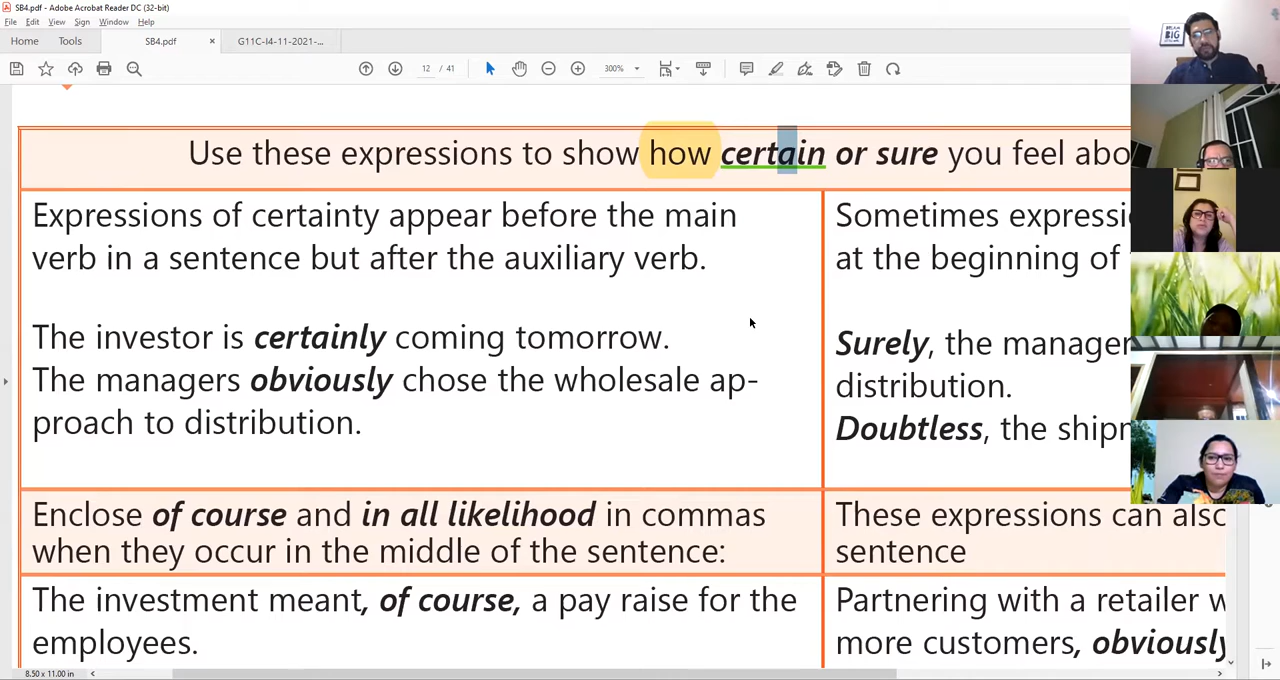 SB4.pdf - Adobe Acrobat Reader DC (32-bit)
File Edit View Sign Window Help
Home Tools SB4.pdf × G11C-I4-11-2021-...
12 / 41 300%
Use these expressions to show how certain or sure you feel abo
Expressions of certainty appear before the main
verb in a sentence but after the auxiliary verb.
The investor is certainly coming tomorrow.
The managers obviously chose the wholesale ap-
proach to distribution.
Sometimes expressi
at the beginning of
Surely, the manager
distribution.
Doubtless, the shipm
Enclose of course and in all likelihood in commas
when they occur in the middle of the sentence:
These expressions can also
sentence
The investment meant, of course, a pay raise for the
employees.
Partnering with a retailer w
more customers, obviously
8.50 x 11.00 in
BIG